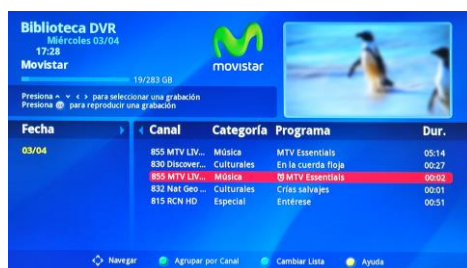 Biblioteca DVR
Miércoles 03/04
17:28
Movistar
19/283 GB
movistar
Presiona ^ ˅ < > para seleccionar una grabación
Presiona para reproducir una grabación
Fecha Canal Categoría Programa Dur.
03/04
855 MTV LIV... Música MTV Essentials 05:14
830 Discover... Culturales En la cuerda floja 00:27
855 MTV LIV... Música MTV Essentials 00:02
832 Nat Geo ... Culturales Crías salvajes 00:01
815 RCN HD Especial Entérese 00:51
Navegar Agrupar por Canal Cambiar Lista Ayuda